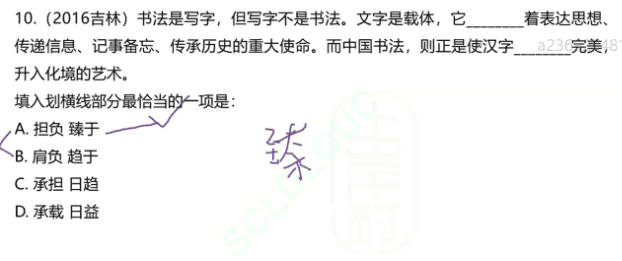 10.（2016吉林）书法是写字，但写字不是书法。文字是载体，它________着表达思想、
传递信息、记事备忘、传承历史的重大使命。而中国书法，则正是使汉字________完美，
升入化境的艺术。
填入划横线部分最恰当的一项是：
A. 担负 臻于
B. 肩负 趋于
臻
C. 承担 日趋
D. 承载 日益
上岸村